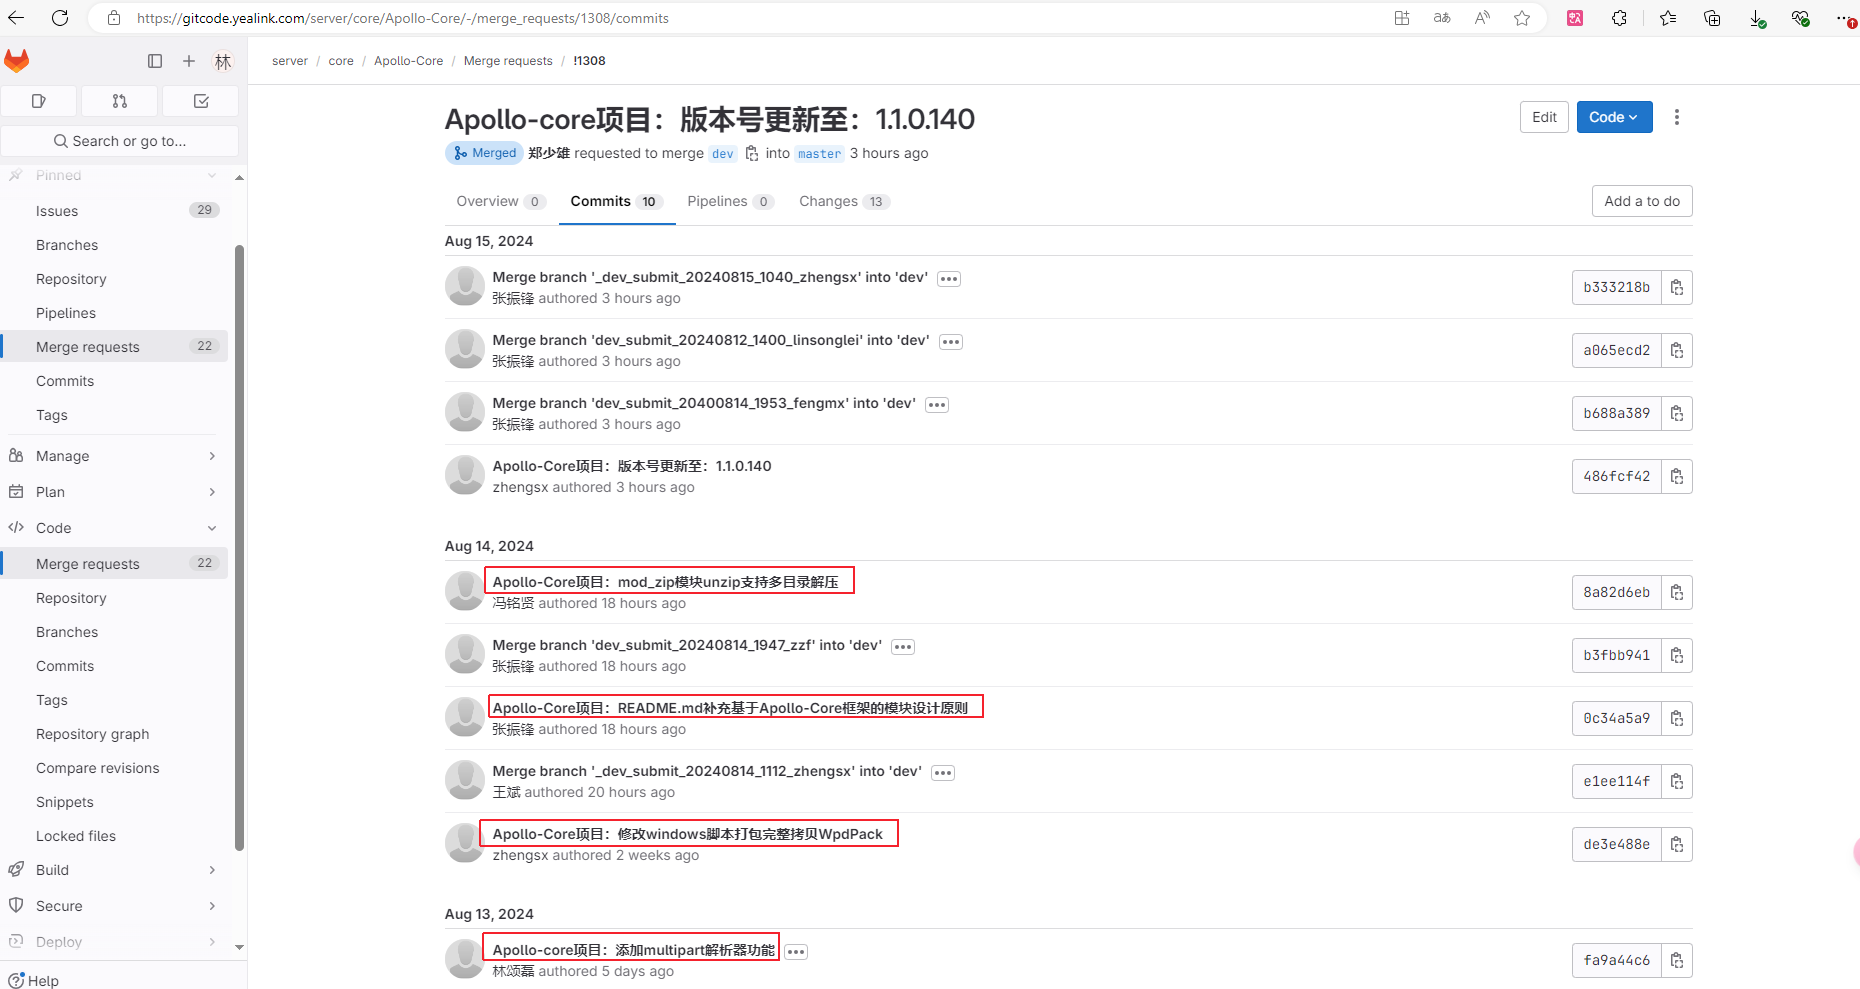 https://gitcode.yealink.com/server/core/Apollo-Core/-/merge_requests/1308/commits
林
Search or go to...
Pinned
Issues 29
Branches
Repository
Pipelines
Merge requests 22
Commits
Tags
Manage
Plan
Code
Merge requests 22
Repository
Branches
Commits
Tags
Repository graph
Compare revisions
Snippets
Locked files
Build
Secure
Deploy
Help
server / core / Apollo-Core / Merge requests / !1308
Apollo-core项目：版本号更新至：1.1.0.140
Edit
Code
Merged 郑少雄 requested to merge dev into master 3 hours ago
Overview 0 Commits 10 Pipelines 0 Changes 13
Add a to do
Aug 15, 2024
Merge branch '_dev_submit_20240815_1040_zhengsx' into 'dev'
张振锋 authored 3 hours ago
b333218b
Merge branch 'dev_submit_20240812_1400_linsonglei' into 'dev'
张振锋 authored 3 hours ago
a065ecd2
Merge branch 'dev_submit_20400814_1953_fengmx' into 'dev'
张振锋 authored 3 hours ago
b688a389
Apollo-Core项目：版本号更新至：1.1.0.140
zhengsx authored 3 hours ago
486fcf42
Aug 14, 2024
Apollo-Core项目：mod_zip模块unzip支持多目录解压
冯铭贤 authored 18 hours ago
8a82d6eb
Merge branch 'dev_submit_20240814_1947_zzf' into 'dev'
张振锋 authored 18 hours ago
b3fbb941
Apollo-Core项目：README.md补充基于Apollo-Core框架的模块设计原则
张振锋 authored 18 hours ago
0c34a5a9
Merge branch '_dev_submit_20240814_1112_zhengsx' into 'dev'
王斌 authored 20 hours ago
e1ee114f
Apollo-Core项目：修改windows脚本打包完整拷贝WpdPack
zhengsx authored 2 weeks ago
de3e488e
Aug 13, 2024
Apollo-core项目：添加multipart解析器功能
林颂磊 authored 5 days ago
fa9a44c6